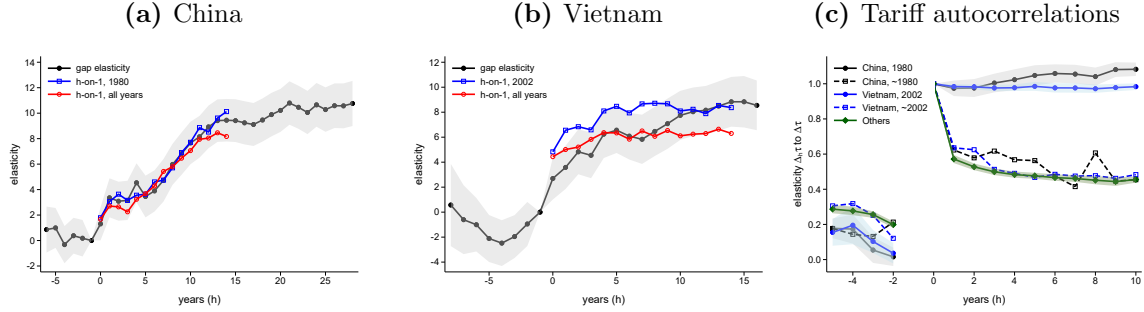 (a) China
14
12
10
8
6
4
2
0
-2
elasticity
gap elasticity
h-on-1, 1980
h-on-1, all years
-5
0
5
10
15
20
25
years (h)
(b) Vietnam
12
10
8
6
4
2
0
-2
-4
elasticity
gap elasticity
h-on-1, 2002
h-on-1, all years
-5
0
5
10
15
years (h)
(c) Tariff autocorrelations
1.0
0.8
0.6
0.4
0.2
0.0
elasticity Δₕτ to Δτ
China, 1980
China, ~1980
Vietnam, 2002
Vietnam, ~2002
Others
-5
-4
-3
-2
0
2
4
6
8
10
years (h)